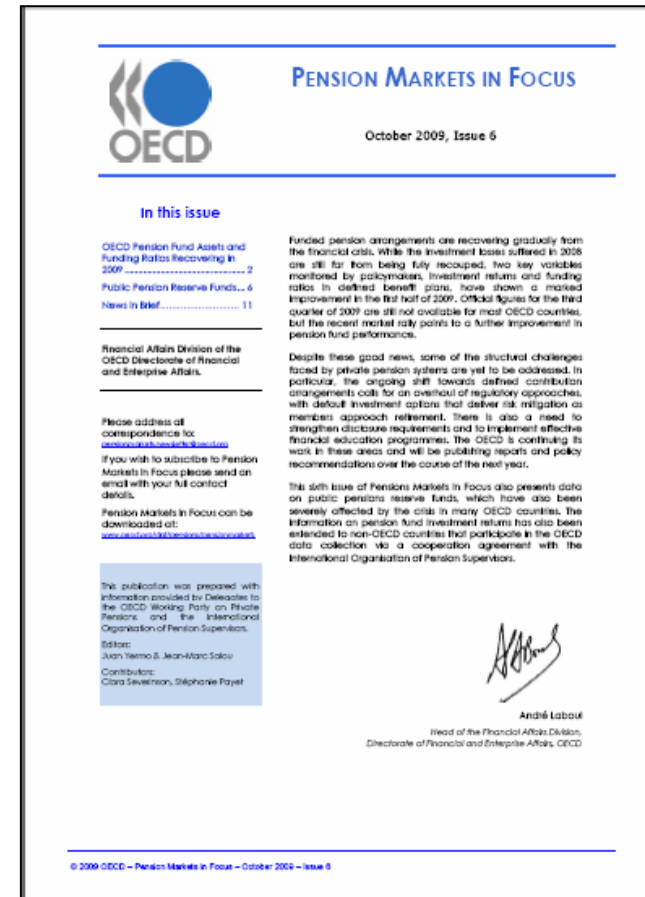 OECD
PENSION MARKETS IN FOCUS
October 2009, Issue 6
In this issue
OECD Pension Fund Assets and
Funding Ratios Recovering in
2009 ............................................ 2
Public Pension Reserve Funds... 6
News in Brief............................. 11
Financial Affairs Division of the
OECD Directorate of Financial
and Enterprise Affairs.
Please address all
correspondence to:
If you wish to subscribe to Pension
Markets in Focus please send an
email with your full contact
details.
Pension Markets in Focus can be
downloaded at:
This publication was prepared with
information provided by Delegates to
the OECD Working Party on Private
Pensions and the International
Organisation of Pension Supervisors.
Editors:
Juan Yermo & Jean-Marc Salou
Contributors:
Clara Severinson, Stéphanie Payet
Funded pension arrangements are recovering gradually from
the financial crisis. While the investment losses suffered in 2008
are still far from being fully recouped, two key variables
monitored by policymakers, investment returns and funding
ratios in defined benefit plans, have shown a marked
improvement in the first half of 2009. Official figures for the third
quarter of 2009 are still not available for most OECD countries,
but the recent market rally points to a further improvement in
pension fund performance.
Despite these good news, some of the structural challenges
faced by private pension systems are yet to be addressed. In
particular, the ongoing shift towards defined contribution
arrangements calls for an overhaul of regulatory approaches,
with default investment options that deliver risk mitigation as
members approach retirement. There is also a need to
strengthen disclosure requirements and to implement effective
financial education programmes. The OECD is continuing its
work in these areas and will be publishing reports and policy
recommendations over the course of the next year.
This sixth issue of Pensions Markets in Focus also presents data
on public pensions reserve funds, which have also been
severely affected by the crisis in many OECD countries. The
information on pension fund investment returns has also been
extended to non-OECD countries that participate in the OECD
data collection via a cooperation agreement with the
International Organisation of Pension Supervisors.
André Laboul
Head of the Financial Affairs Division,
Directorate of Financial and Enterprise Affairs, OECD
© 2009 OECD – Pension Markets in Focus – October 2009 – Issue 6